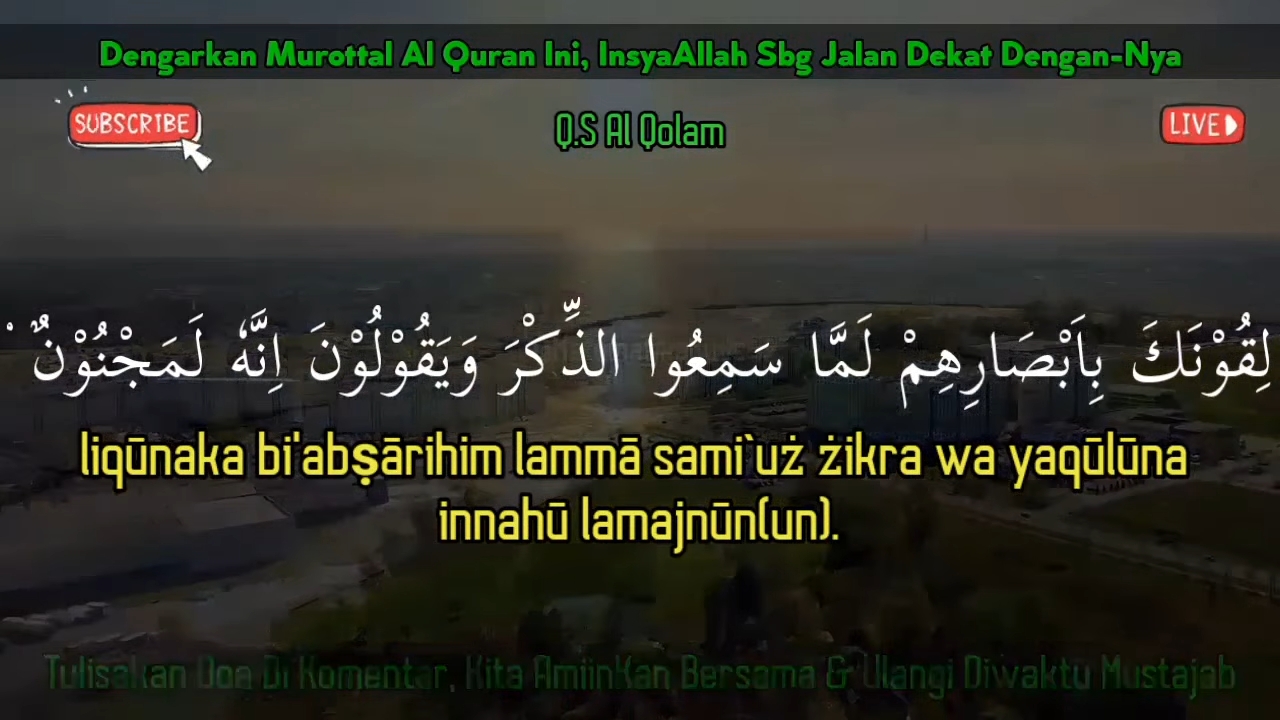 Dengarkan Murottal Al Quran Ini, InsyaAllah Sbg Jalan Dekat Dengan-Nya
SUBSCRIBE
Q.S Al Qolam
LIVE
لِقُوْنَكَ بِاَبْصَارِهِمْ لَمَّا سَمِعُوا الذِّكْرَ وَيَقُوْلُوْنَ اِنَّهٗ لَمَجْنُوْنٌ ۘ
liqūnaka bi'abṣārihim lammā sami`uż żikra wa yaqūlūna
innahū lamajnūn(un).
Tulisakan Doa Di Komentar, Kita AmiinKan Bersama & Ulangi Diwaktu Mustajab